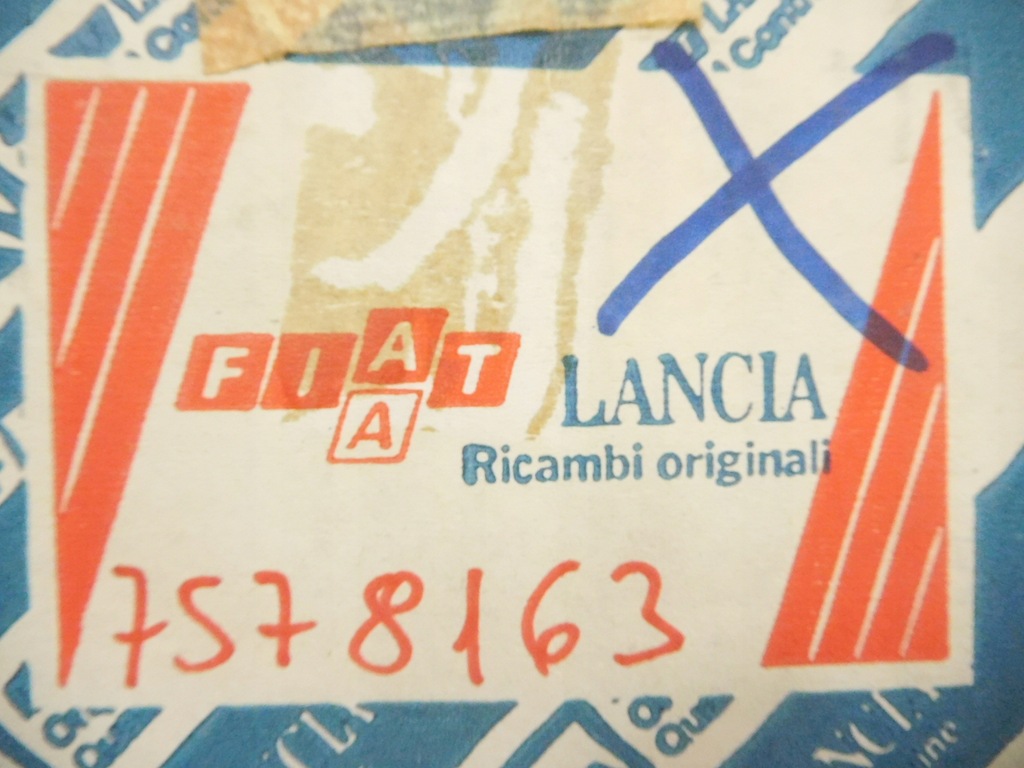 FIAT LANCIA
A
Ricambi originali
7578163